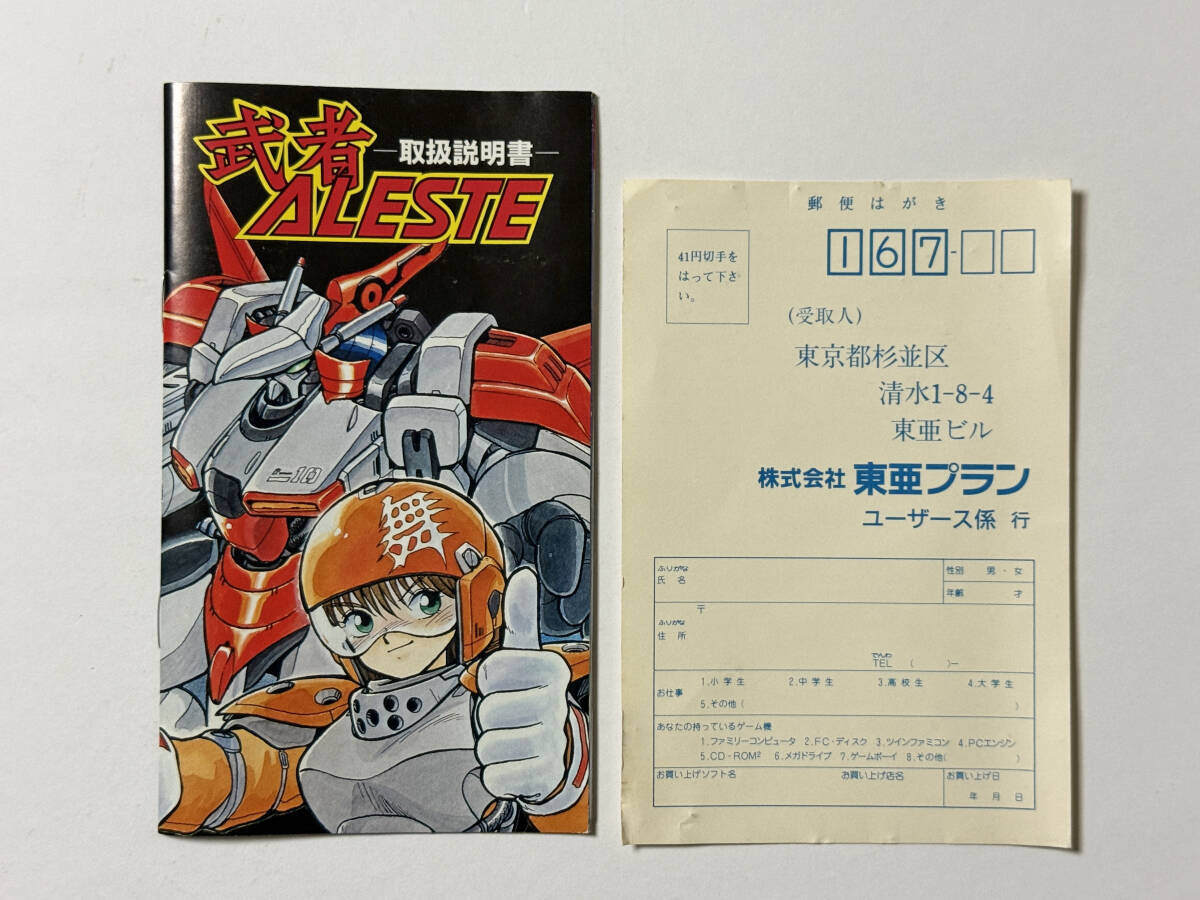 武者
―取扱説明書―
ALESTE
10
郵便はがき
41円切手を
はって下さ
い。
167-
(受取人)
東京都杉並区
清水1-8-4
東亜ビル
株式会社 東亜プラン
ユーザース係 行
ふりがな
氏名
性別 男・女
年齢 才
〒
ふりがな
住所
でんわ
TEL ( )―
お仕事
1.小学生 2.中学生 3.高校生 4.大学生
5.その他( )
あなたの持っているゲーム機
1.ファミリーコンピュータ 2.FC・ディスク 3.ツインファミコン 4.PCエンジン
5.CD-ROM² 6.メガドライブ 7.ゲームボーイ 8.その他( )
お買い上げソフト名 お買い上げ店名 お買い上げ日
年 月 日